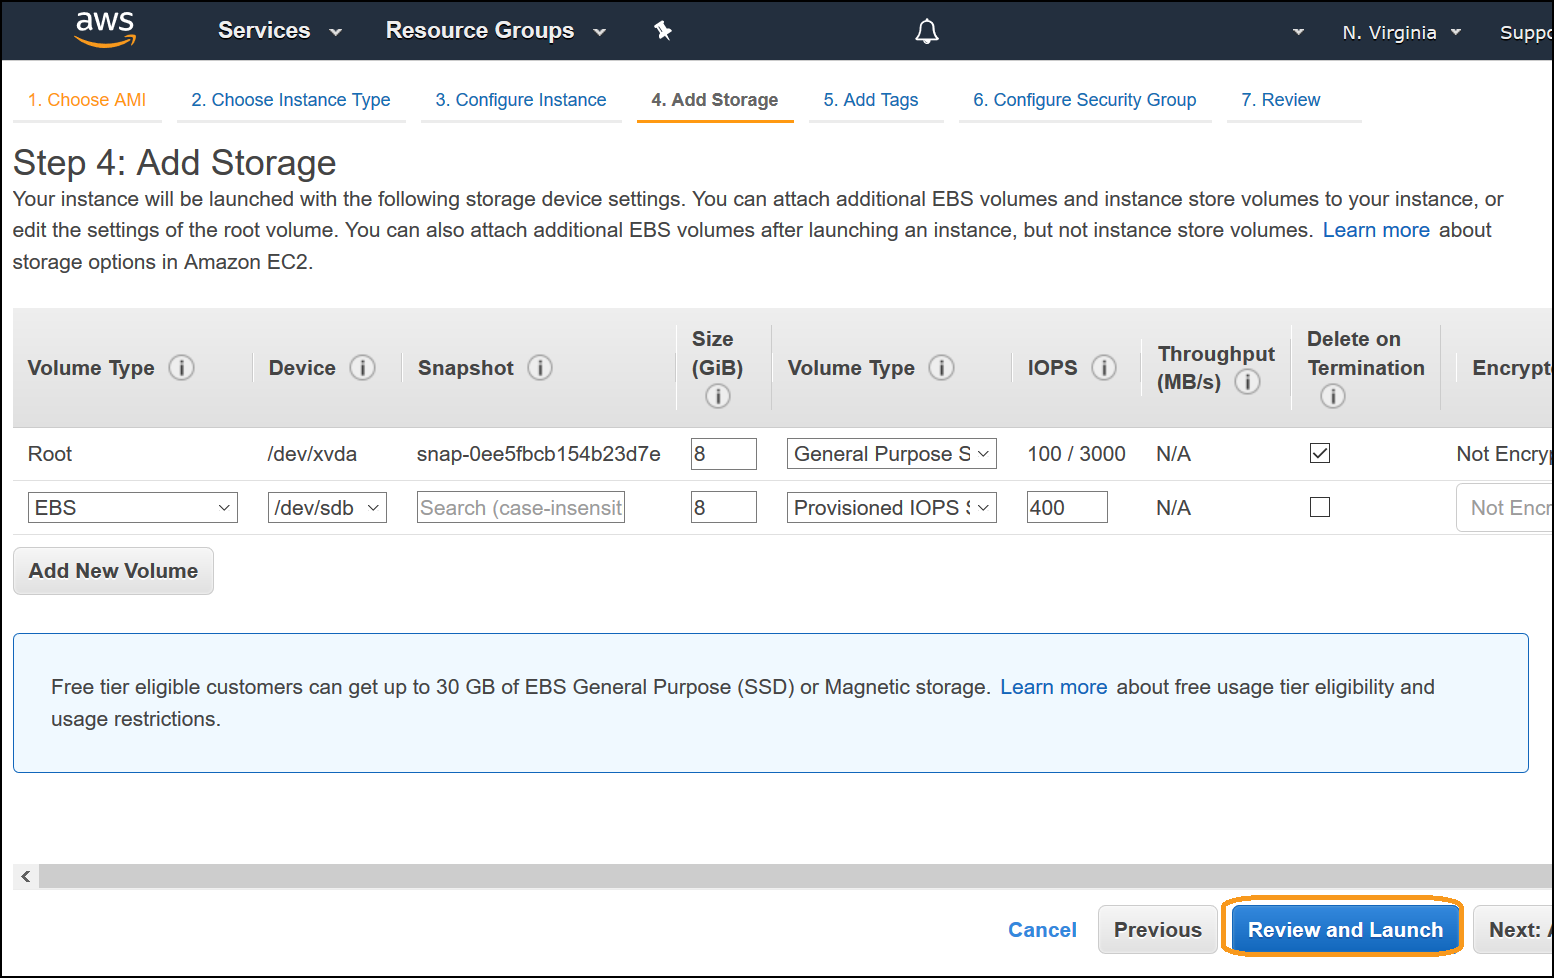 aws Services Resource Groups N. Virginia
1. Choose AMI 2. Choose Instance Type 3. Configure Instance 4. Add Storage 5. Add Tags 6. Configure Security Group 7. Review
Step 4: Add Storage
Your instance will be launched with the following storage device settings. You can attach additional EBS volumes and instance store volumes to your instance, or
edit the settings of the root volume. You can also attach additional EBS volumes after launching an instance, but not instance store volumes. Learn more about
storage options in Amazon EC2.
Volume Type i Device i Snapshot i Size (GiB) i Volume Type i IOPS i Throughput (MB/s) i Delete on Termination i Encrypt
Root /dev/xvda snap-0ee5fbcb154b23d7e 8 General Purpose S 100 / 3000 N/A Not Encry
EBS /dev/sdb Search (case-insensit 8 Provisioned IOPS S 400 N/A Not Encr
Add New Volume
Free tier eligible customers can get up to 30 GB of EBS General Purpose (SSD) or Magnetic storage. Learn more about free usage tier eligibility and
usage restrictions.
Cancel Previous Review and Launch Next: